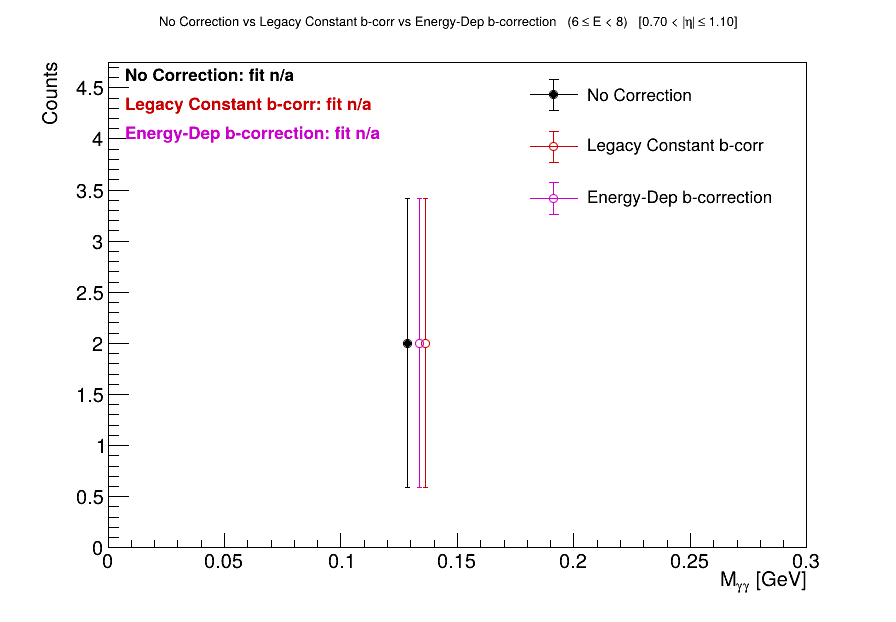 No Correction vs Legacy Constant b-corr vs Energy-Dep b-correction (6 ≤ E < 8) [0.70 < |η| ≤ 1.10]
Counts
No Correction: fit n/a
Legacy Constant b-corr: fit n/a
Energy-Dep b-correction: fit n/a
No Correction
Legacy Constant b-corr
Energy-Dep b-correction
4.5
4
3.5
3
2.5
2
1.5
1
0.5
0
0 0.05 0.1 0.15 0.2 0.25 0.3
Mγγ [GeV]